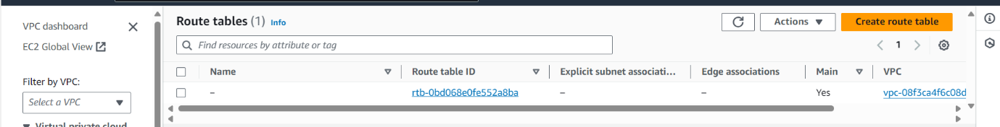 VPC dashboard
EC2 Global View
Filter by VPC:
Select a VPC
Virtual private cloud
Route tables (1) Info
Actions
Create route table
Find resources by attribute or tag
1
Name Route table ID Explicit subnet associati... Edge associations Main VPC
– rtb-0bd068e0fe552a8ba – – Yes vpc-08f3ca4f6c08d